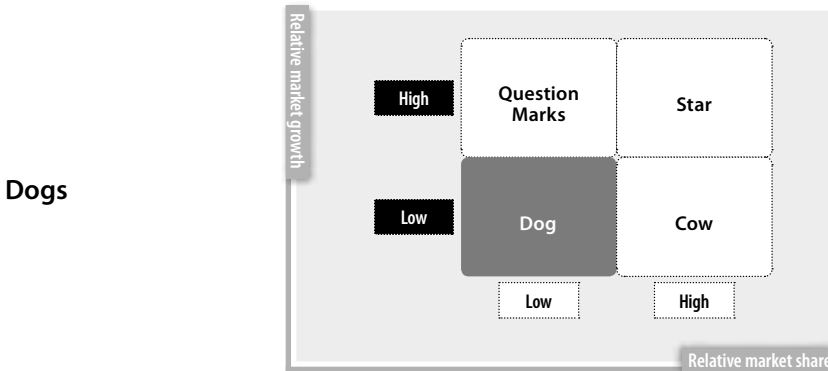 Dogs
Relative market growth
High
Question
Marks
Star
Low
Dog
Cow
Low
High
Relative market share